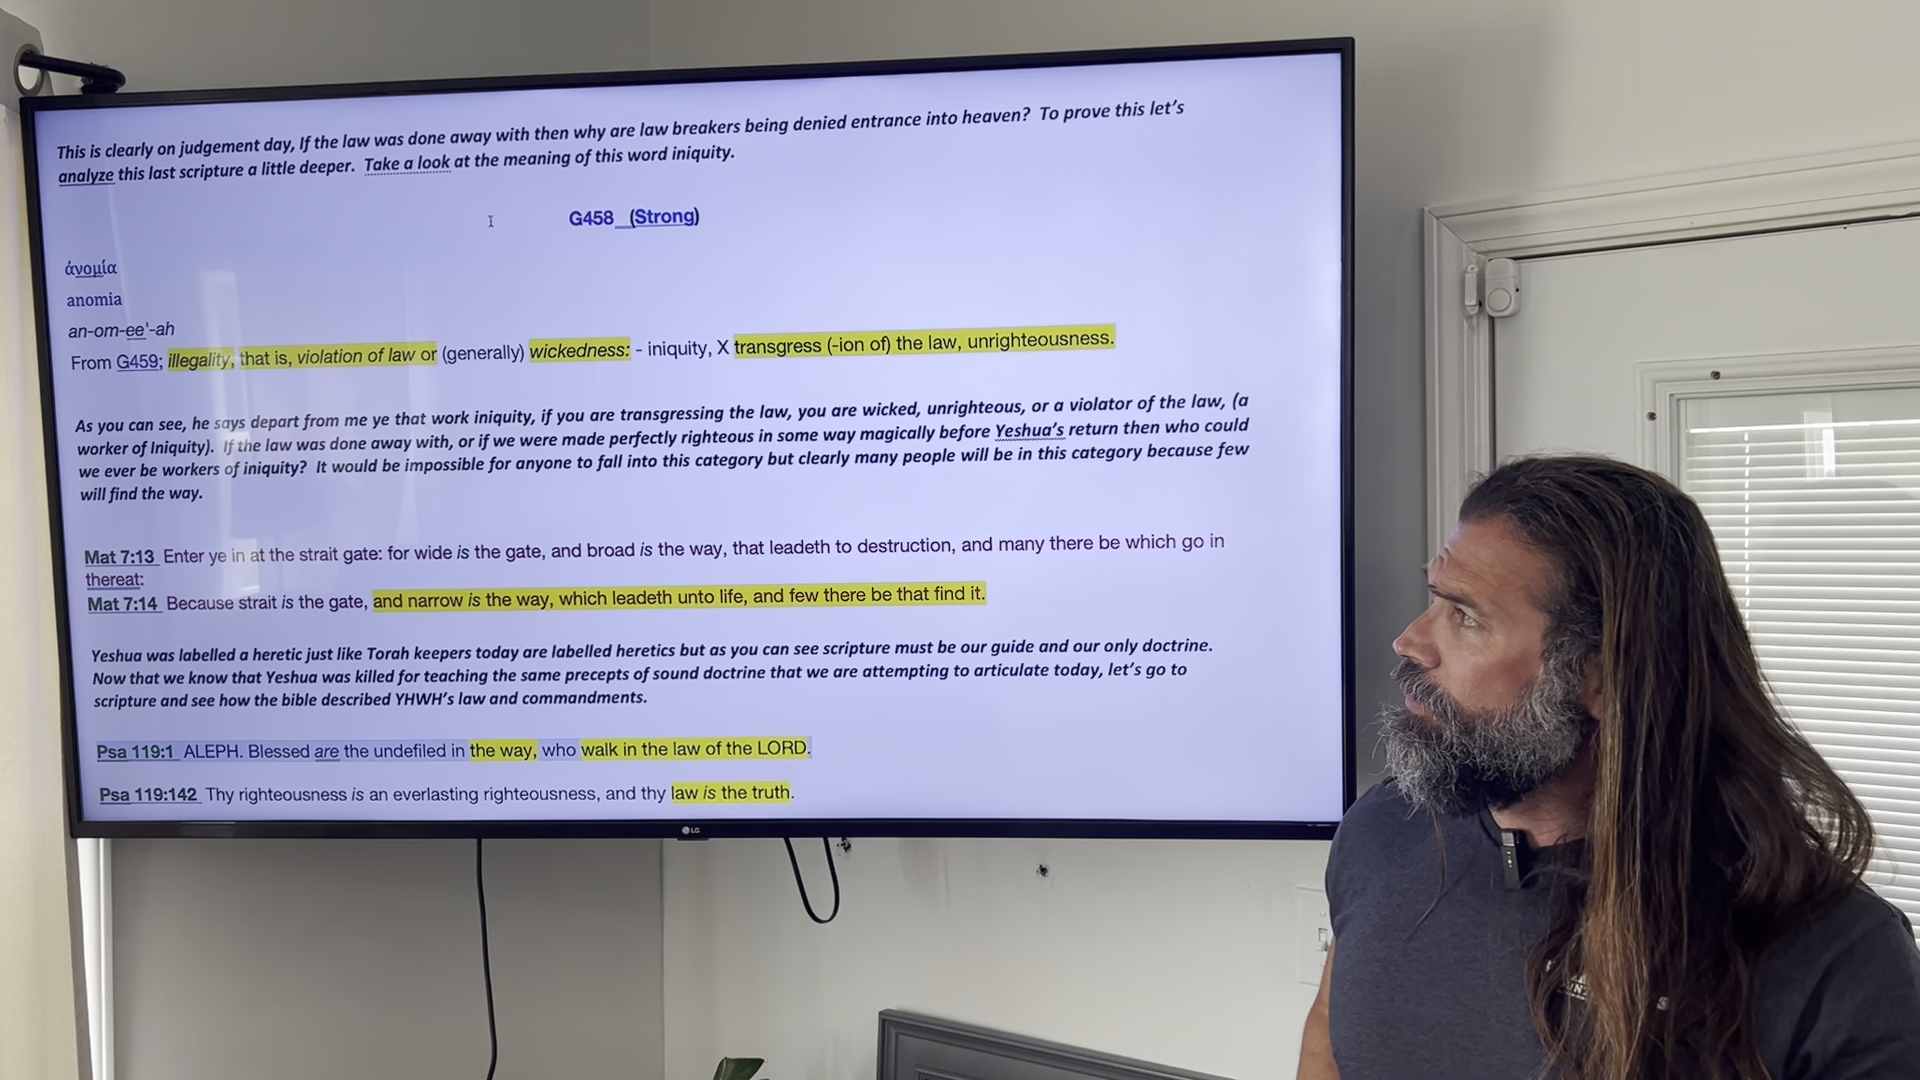 This is clearly on judgement day, If the law was done away with then why are law breakers being denied entrance into heaven? To prove this let's
analyze this last scripture a little deeper. Take a look at the meaning of this word iniquity.
G458 (Strong)
ἀνομία
anomia
an-om-ee'-ah
From G459; illegality, that is, violation of law or (generally) wickedness: - iniquity, X transgress (-ion of) the law, unrighteousness.
As you can see, he says depart from me ye that work iniquity, if you are transgressing the law, you are wicked, unrighteous, or a violator of the law, (a
worker of Iniquity). If the law was done away with, or if we were made perfectly righteous in some way magically before Yeshua's return then who could
we ever be workers of iniquity? It would be impossible for anyone to fall into this category but clearly many people will be in this category because few
will find the way.
Mat 7:13 Enter ye in at the strait gate: for wide is the gate, and broad is the way, that leadeth to destruction, and many there be which go in
thereat:
Mat 7:14 Because strait is the gate, and narrow is the way, which leadeth unto life, and few there be that find it.
Yeshua was labelled a heretic just like Torah keepers today are labelled heretics but as you can see scripture must be our guide and our only doctrine.
Now that we know that Yeshua was killed for teaching the same precepts of sound doctrine that we are attempting to articulate today, let's go to
scripture and see how the bible described YHWH's law and commandments.
Psa 119:1 ALEPH. Blessed are the undefiled in the way, who walk in the law of the LORD.
Psa 119:142 Thy righteousness is an everlasting righteousness, and thy law is the truth.
LG